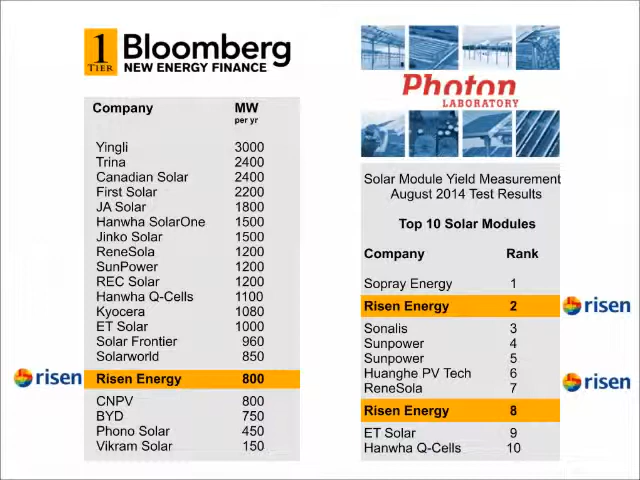 1
TIER
Bloomberg
NEW ENERGY FINANCE
Company MW
per yr
Yingli 3000
Trina 2400
Canadian Solar 2400
First Solar 2200
JA Solar 1800
Hanwha SolarOne 1500
Jinko Solar 1500
ReneSola 1200
SunPower 1200
REC Solar 1200
Hanwha Q-Cells 1100
Kyocera 1080
ET Solar 1000
Solar Frontier 960
Solarworld 850
risen Risen Energy 800
CNPV 800
BYD 750
Phono Solar 450
Vikram Solar 150
Photon
LABORATORY
Solar Module Yield Measurement
August 2014 Test Results
Top 10 Solar Modules
Company Rank
Sopray Energy 1
Risen Energy 2 risen
Sonalis 3
Sunpower 4
Sunpower 5
Huanghe PV Tech 6
ReneSola 7 risen
Risen Energy 8
ET Solar 9
Hanwha Q-Cells 10